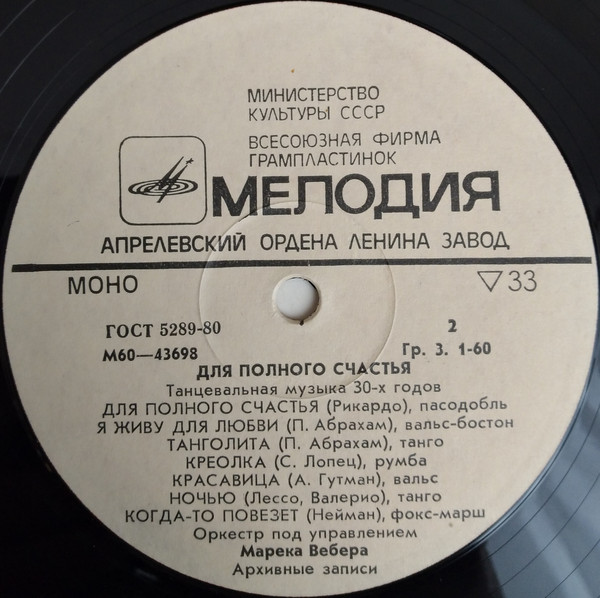 МИНИСТЕРСТВО
КУЛЬТУРЫ СССР
ВСЕСОЮЗНАЯ ФИРМА
ГРАМПЛАСТИНОК
МЕЛОДИЯ
АПРЕЛЕВСКИЙ ОРДЕНА ЛЕНИНА ЗАВОД
МОНО ▽33
ГОСТ 5289-80 2
М60—43698 Гр. 3. 1-60
ДЛЯ ПОЛНОГО СЧАСТЬЯ
Танцевальная музыка 30-х годов
ДЛЯ ПОЛНОГО СЧАСТЬЯ (Рикардо), пасодобль
Я ЖИВУ ДЛЯ ЛЮБВИ (П. Абрахам), вальс-бостон
ТАНГОЛИТА (П. Абрахам), танго
КРЕОЛКА (С. Лопец), румба
КРАСАВИЦА (А. Гутман), вальс
НОЧЬЮ (Лессо, Валерио), танго
КОГДА-ТО ПОВЕЗЕТ (Нейман), фокс-марш
Оркестр под управлением
Марека Вебера
Архивные записи